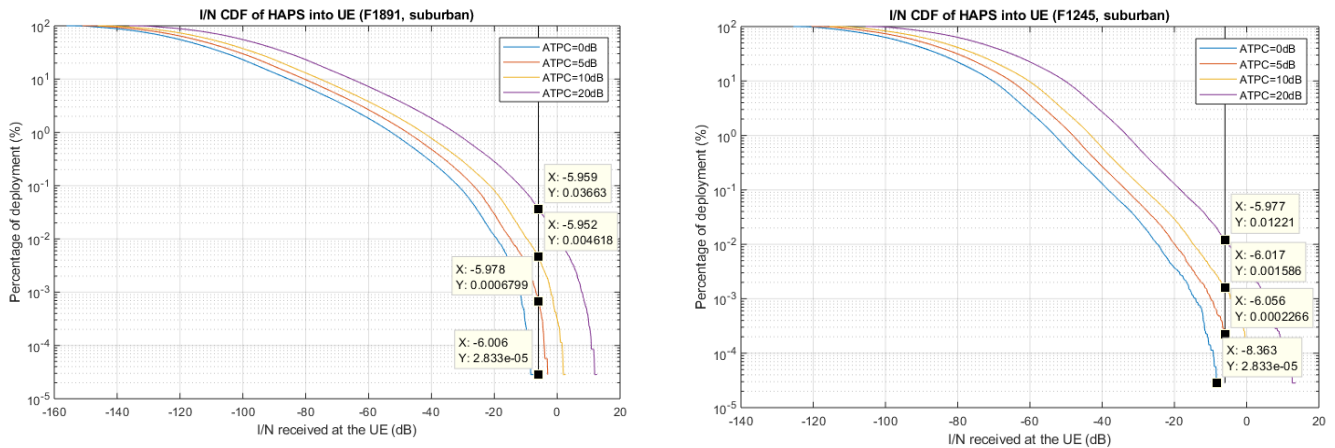 I/N CDF of HAPS into UE (F1891, suburban)
Percentage of deployment (%)
10^2
10^1
10^0
10^-1
10^-2
10^-3
10^-4
10^-5
ATPC=0dB
ATPC=5dB
ATPC=10dB
ATPC=20dB
X: -5.959
Y: 0.03663
X: -5.952
Y: 0.004618
X: -5.978
Y: 0.0006799
X: -6.006
Y: 2.833e-05
-160 -140 -120 -100 -80 -60 -40 -20 0 20
I/N received at the UE (dB)
I/N CDF of HAPS into UE (F1245, suburban)
Percentage of deployment (%)
10^2
10^1
10^0
10^-1
10^-2
10^-3
10^-4
10^-5
ATPC=0dB
ATPC=5dB
ATPC=10dB
ATPC=20dB
X: -5.977
Y: 0.01221
X: -6.017
Y: 0.001586
X: -6.056
Y: 0.0002266
X: -8.363
Y: 2.833e-05
-140 -120 -100 -80 -60 -40 -20 0 20
I/N received at the UE (dB)